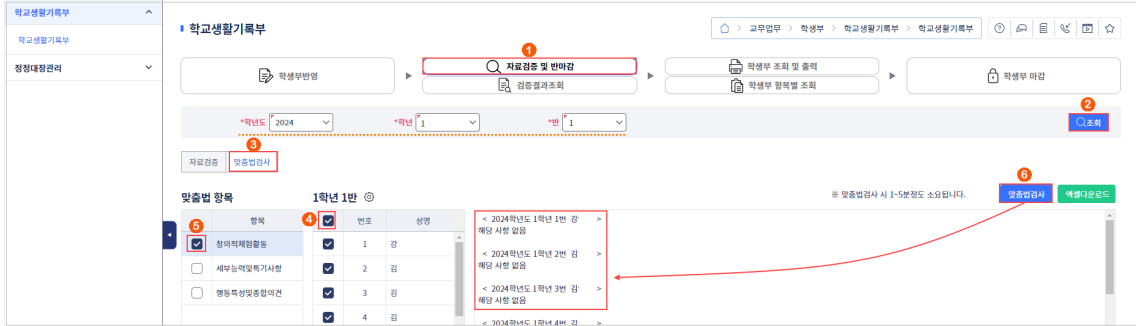 학교생활기록부
학교생활기록부
정정대장관리
학교생활기록부
교무업무 > 학생부 > 학교생활기록부 > 학교생활기록부
1
학생부반영
자료검증 및 반마감
검증결과조회
학생부 조회 및 출력
학생부 항목별 조회
학생부 마감
2
*학년도 2024 *학년 1 *반 1 조회
3
자료검증 맞춤법검사
6
맞춤법 항목 1학년 1반 ※ 맞춤법검사 시 1~5분정도 소요됩니다. 맞춤법검사 엑셀다운로드
5 항목 4 번호 성명
창의적체험활동 1 강
세부능력및특기사항 2 김
행동특성및종합의견 3 김
4 김
< 2024학년도 1학년 1번 강 >
해당 사항 없음
< 2024학년도 1학년 2번 김 >
해당 사항 없음
< 2024학년도 1학년 3번 김 >
해당 사항 없음
< 2024학년도 1학년 4번 김 >